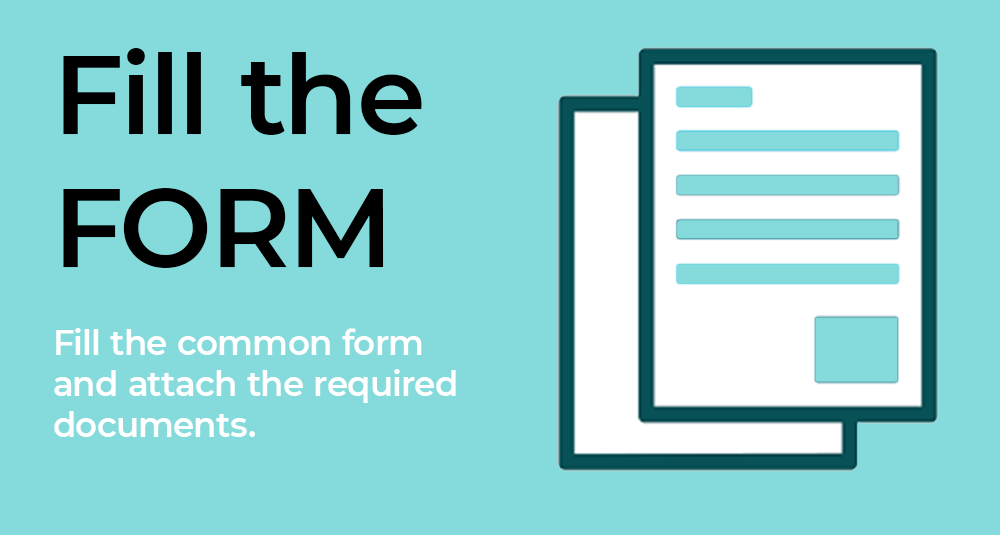 Fill the
FORM
Fill the common form
and attach the required
documents.